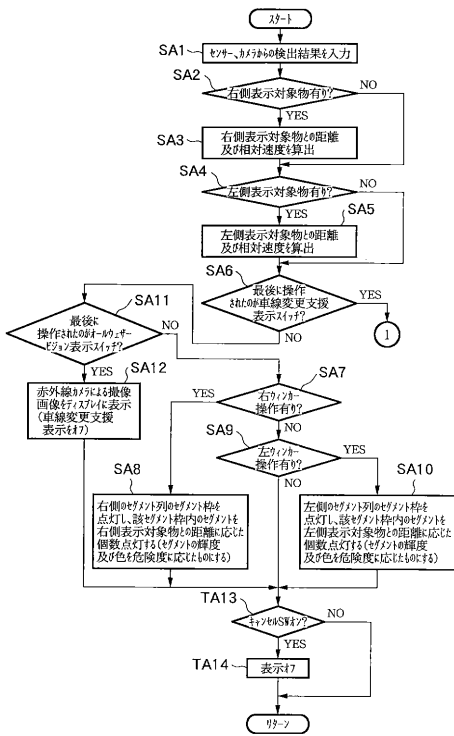 スタート
SA1
センサー、カメラからの検出結果を入力
SA2
右側表示対象物有り?
NO
YES
SA3
右側表示対象物との距離
及び相対速度を算出
SA4
左側表示対象物有り?
NO
YES
SA5
左側表示対象物との距離
及び相対速度を算出
SA6
最後に操作
されたのが車線変更支援
表示スイッチ?
YES
NO
1
SA11
最後に
操作されたのがオールウェザー
ビジョン表示スイッチ?
NO
YES
SA12
赤外線カメラによる撮像
画像をディスプレイに表示
(車線変更支援
表示をオフ)
SA7
右ウィンカー
操作有り?
YES
NO
SA9
左ウィンカー
操作有り?
YES
NO
SA8
右側のセグメント列のセグメント枠を
点灯し、該セグメント枠内のセグメントを
右側表示対象物との距離に応じた
個数点灯する(セグメントの輝度
及び色を危険度に応じたものにする)
SA10
左側のセグメント列のセグメント枠を
点灯し、該セグメント枠内のセグメントを
左側表示対象物との距離に応じた
個数点灯する(セグメントの輝度
及び色を危険度に応じたものにする)
TA13
キャンセルSWオン?
NO
YES
TA14
表示オフ
リターン